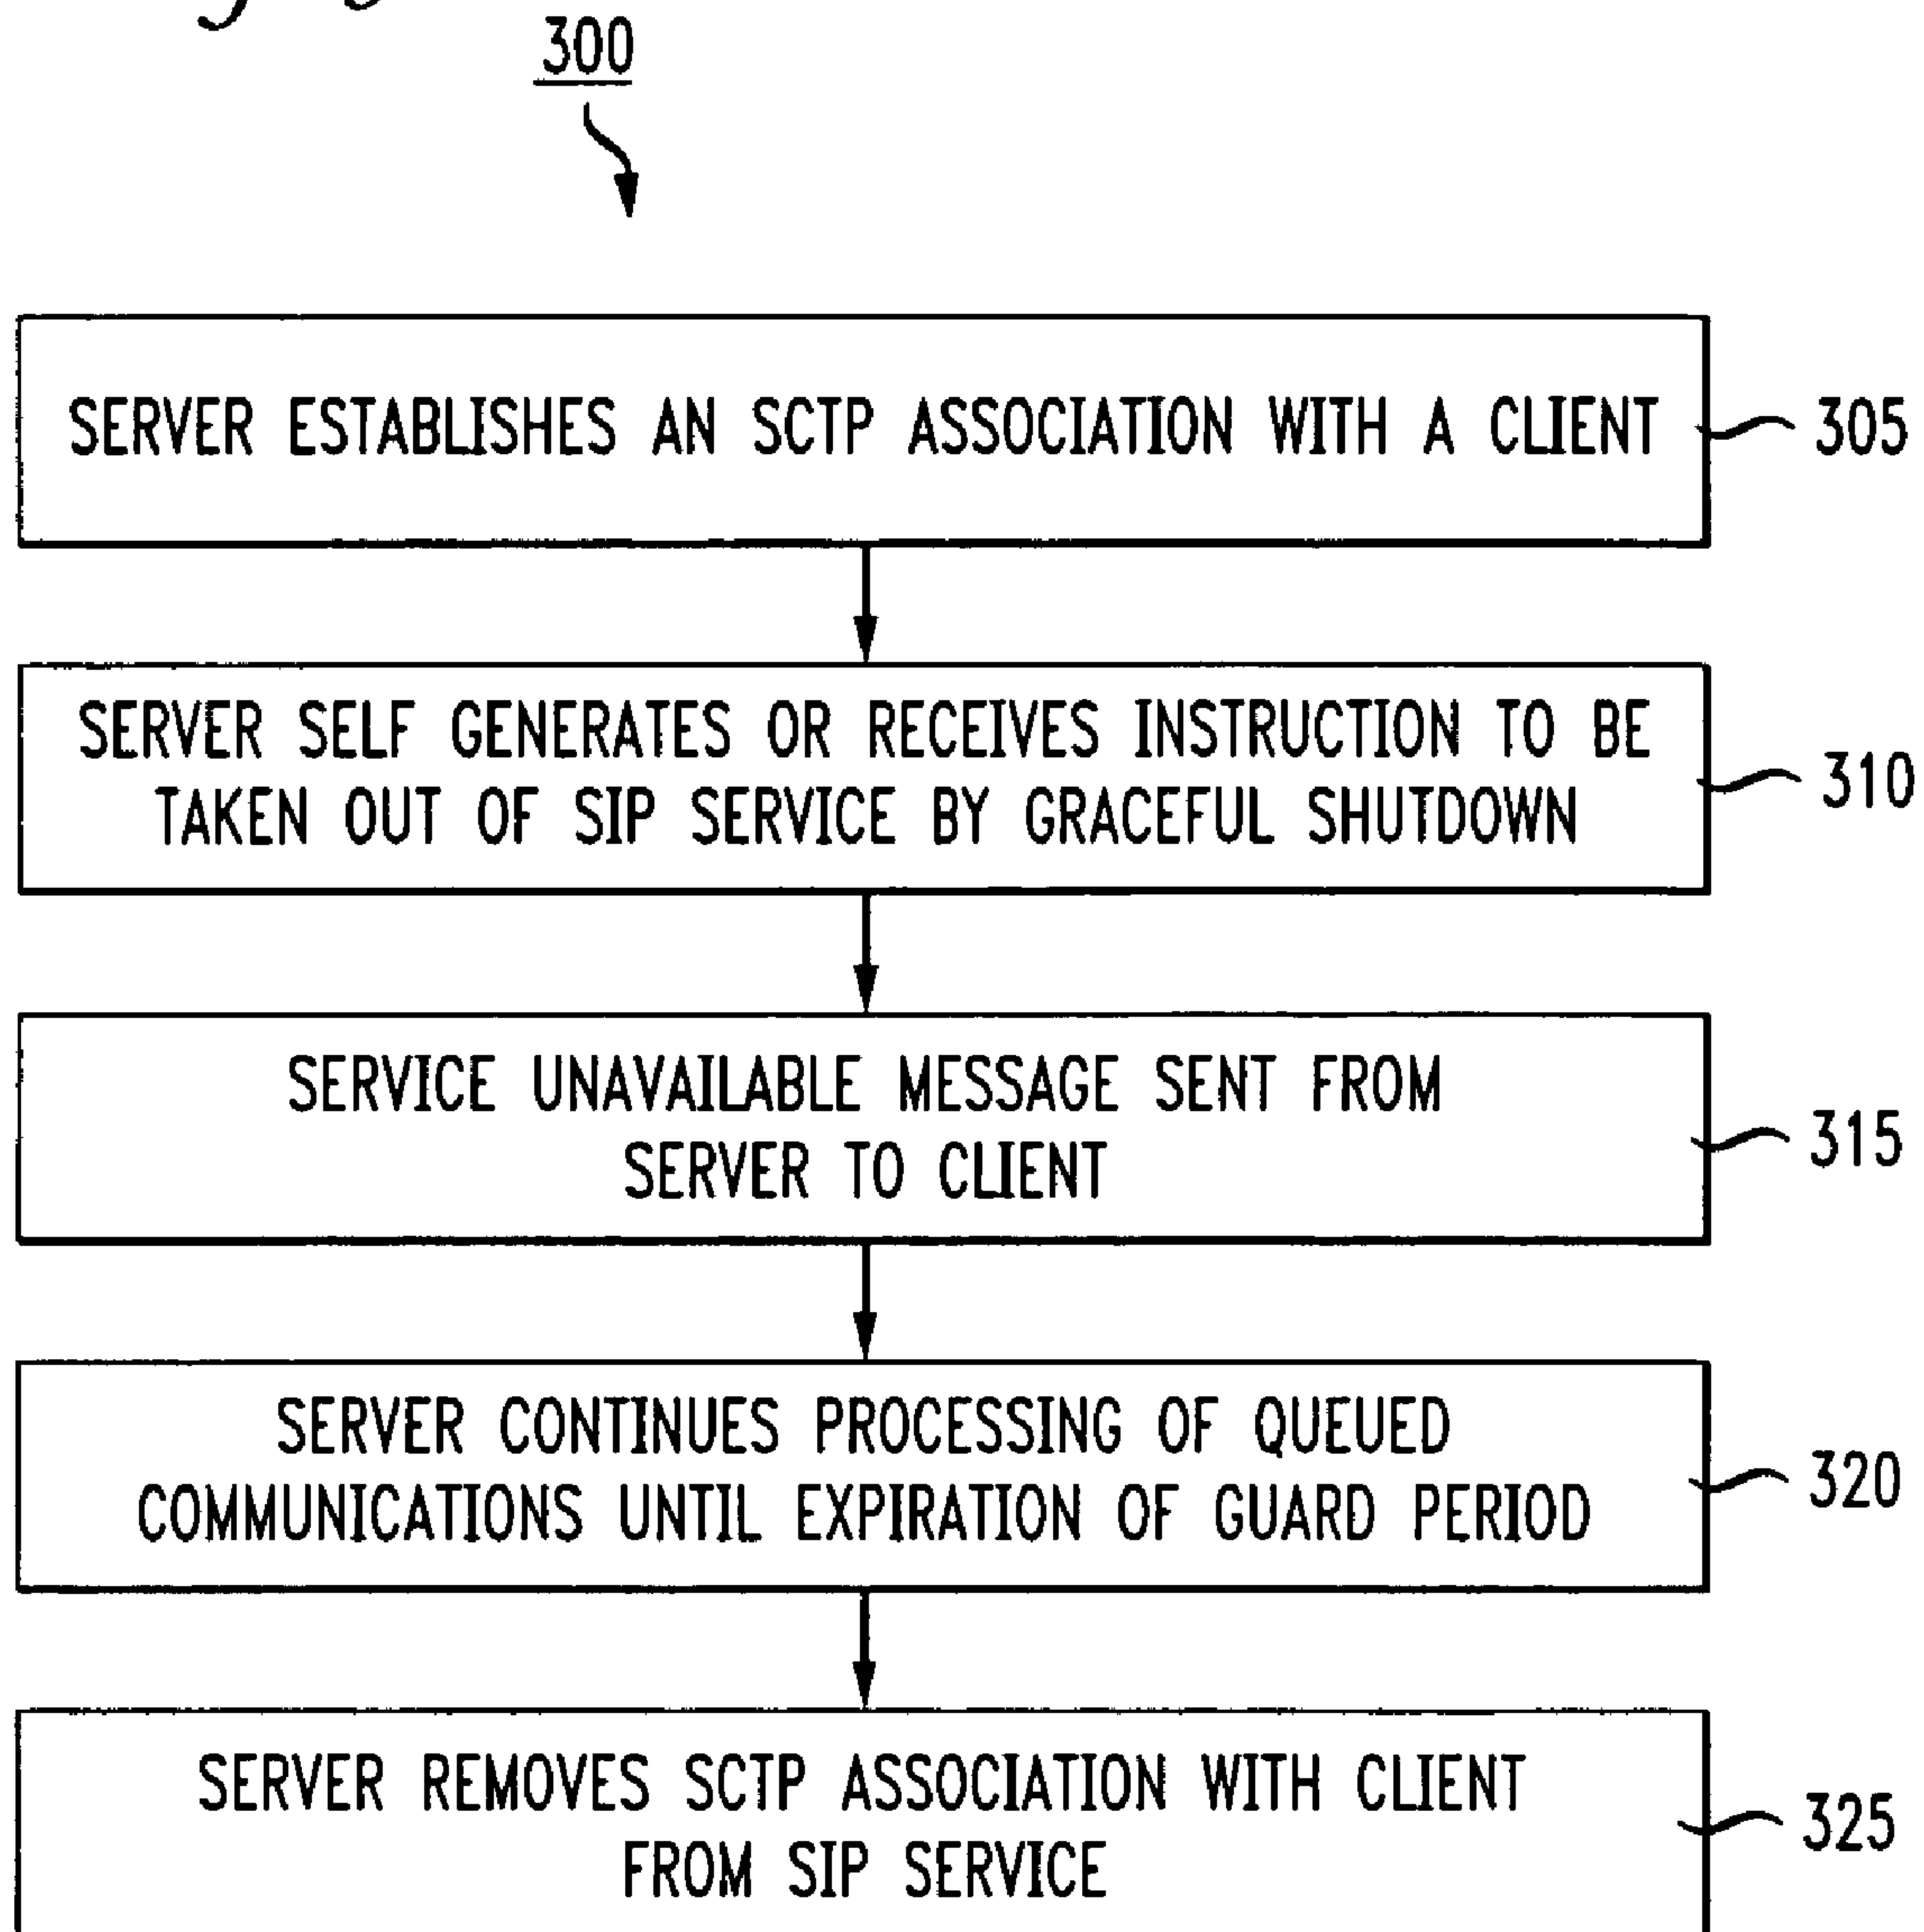 300
SERVER ESTABLISHES AN SCTP ASSOCIATION WITH A CLIENT
305
SERVER SELF GENERATES OR RECEIVES INSTRUCTION TO BE
TAKEN OUT OF SIP SERVICE BY GRACEFUL SHUTDOWN
310
SERVICE UNAVAILABLE MESSAGE SENT FROM
SERVER TO CLIENT
315
SERVER CONTINUES PROCESSING OF QUEUED
COMMUNICATIONS UNTIL EXPIRATION OF GUARD PERIOD
320
SERVER REMOVES SCTP ASSOCIATION WITH CLIENT
FROM SIP SERVICE
325